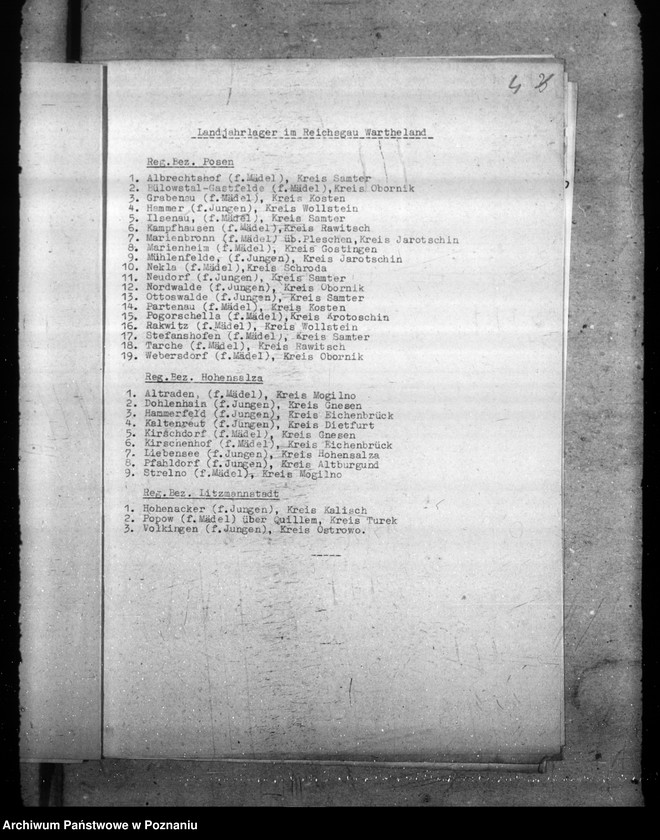 Landjahrlager im Reichsgau Wartheland
Reg.Bez. Posen
1. Albrechtshof (f.Mädel), Kreis Samter
2. Bülowstal-Gastfelde (f.Mädel),Kreis Obornik
3. Grabenau (f.Mädel), Kreis Kosten
4. Hammer (f.Jungen), Kreis Wollstein
5. Ilsenau, (f.Mädel), Kreis Samter
6. Kampfhausen (f.Mädel),Kreis Rawitsch
7. Marienbronn (f.Mädel) üb.Pleschen,Kreis Jarotschin
8. Marienheim (f.Mädel), Kreis Gostingen
9. Mühlenfelde, (f.Jungen), Kreis Jarotschin
10. Nekla (f.Mädel),Kreis Schroda
11. Neudorf (f.Jungen), Kreis Samter
12. Nordwalde (f.Jungen), Kreis Obornik
13. Ottoswalde (f.Jungen), Kreis Samter
14. Partenau (f.Mädel), Kreis Kosten
15. Pogorschella (f.Mädel),Kreis Krotoschin
16. Rakwitz (f.Mädel), Kreis Wollstein
17. Stefanshofen (f.Mädel), Kreis Samter
18. Tarche (f.Mädel), Kreis Rawitsch
19. Webersdorf (f.Mädel), Kreis Obornik
Reg.Bez. Hohensalza
1. Altraden, (f.Mädel), Kreis Mogilno
2. Dohlenhain (f.Jungen), Kreis Gnesen
3. Hammerfeld (f.Jungen), Kreis Eichenbrück
4. Kaltenreut (f.Jungen), Kreis Dietfurt
5. Kirschdorf (f.Mädel), Kreis Gnesen
6. Kirschenhof (f.Mädel), Kreis Eichenbrück
7. Liebensee (f.Jungen), Kreis Hohensalza
8. Pfahldorf (f.Jungen), Kreis Altburgund
9. Strelno (f.Mädel), Kreis Mogilno
Reg.Bez. Litzmannstadt
1. Hohenacker (f.Jungen), Kreis Kalisch
2. Popow (f.Mädel) über Quillem, Kreis Turek
3. Volkingen (f.Jungen), Kreis Ostrowo.
Archiwum Państwowe w Poznaniu